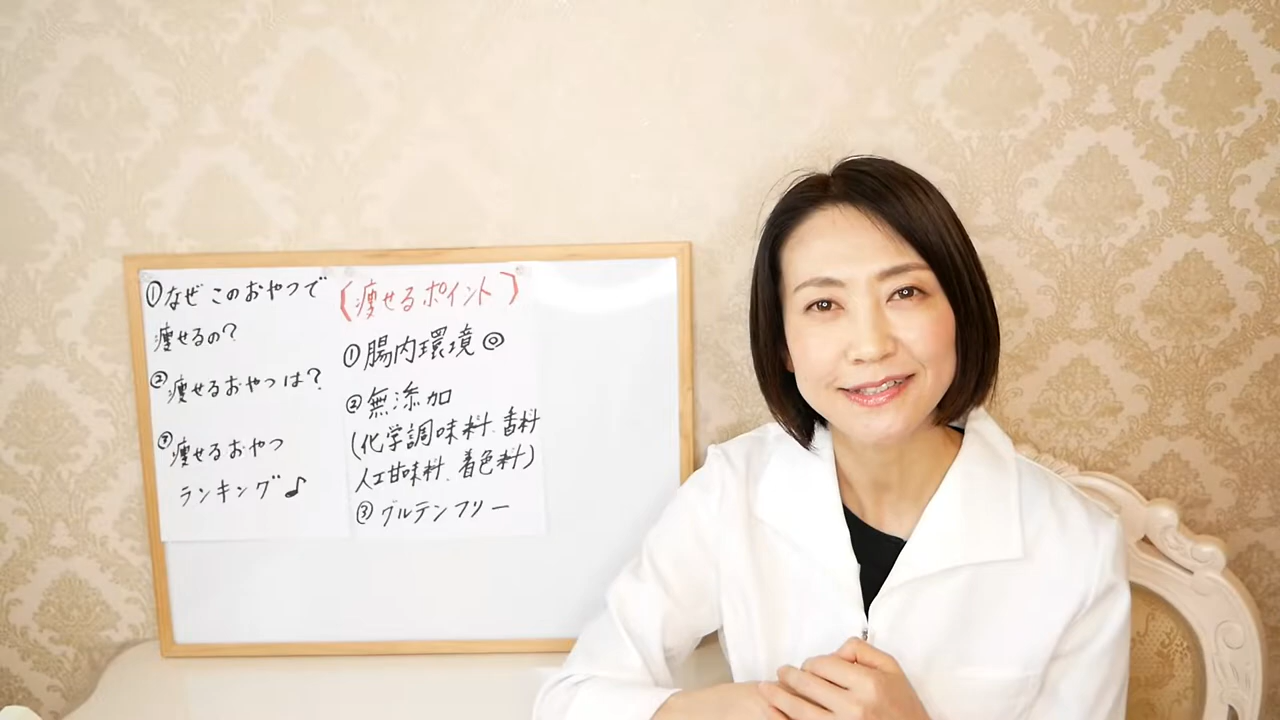 ①なぜ このおやつで
痩せるの?
②痩せるおやつは?
③痩せるおやつ
ランキング♪
(痩せるポイント)
①腸内環境◎
②無添加
(化学調味料、香料
人工甘味料、着色料)
③グルテンフリー